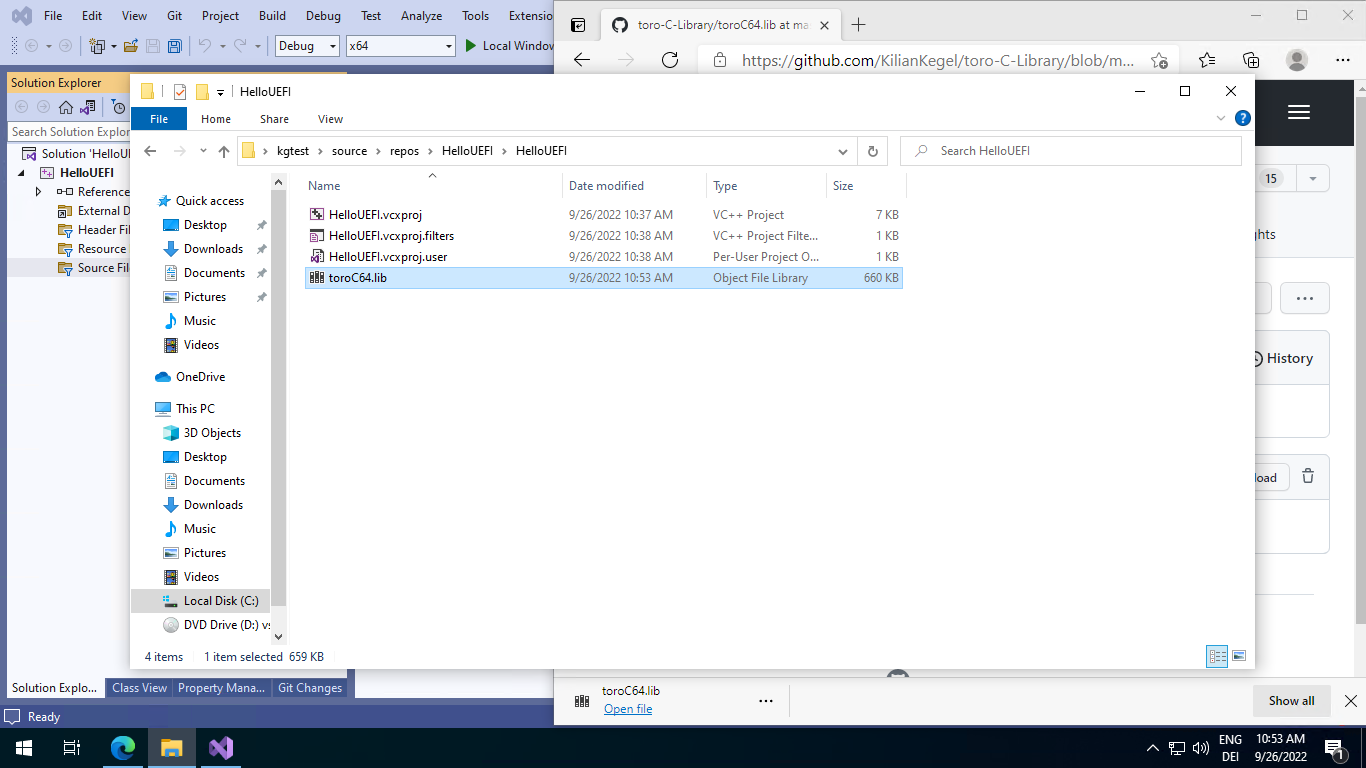 File Edit View Git Project Build Debug Test Analyze Tools Extensio
Debug x64 Local Window
toro-C-Library/toroC64.lib at ma
https://github.com/KilianKegel/toro-C-Library/blob/m...
Solution Explorer
Search Solution Explor
Solution 'HelloUE
HelloUEFI
Reference
External D
Header Fil
Resource
Source Fil
HelloUEFI
File Home Share View
kgtest source repos HelloUEFI HelloUEFI
Search HelloUEFI
Name Date modified Type Size
HelloUEFI.vcxproj 9/26/2022 10:37 AM VC++ Project 7 KB
HelloUEFI.vcxproj.filters 9/26/2022 10:38 AM VC++ Project Filte... 1 KB
HelloUEFI.vcxproj.user 9/26/2022 10:38 AM Per-User Project O... 1 KB
toroC64.lib 9/26/2022 10:53 AM Object File Library 660 KB
Quick access
Desktop
Downloads
Documents
Pictures
Music
Videos
OneDrive
This PC
3D Objects
Desktop
Documents
Downloads
Music
Pictures
Videos
Local Disk (C:)
DVD Drive (D:) vs
4 items 1 item selected 659 KB
15
ghts
History
load
Solution Explo... Class View Property Mana... Git Changes
Ready
toroC64.lib
Open file
Show all
ENG
DEI
10:53 AM
9/26/2022
1